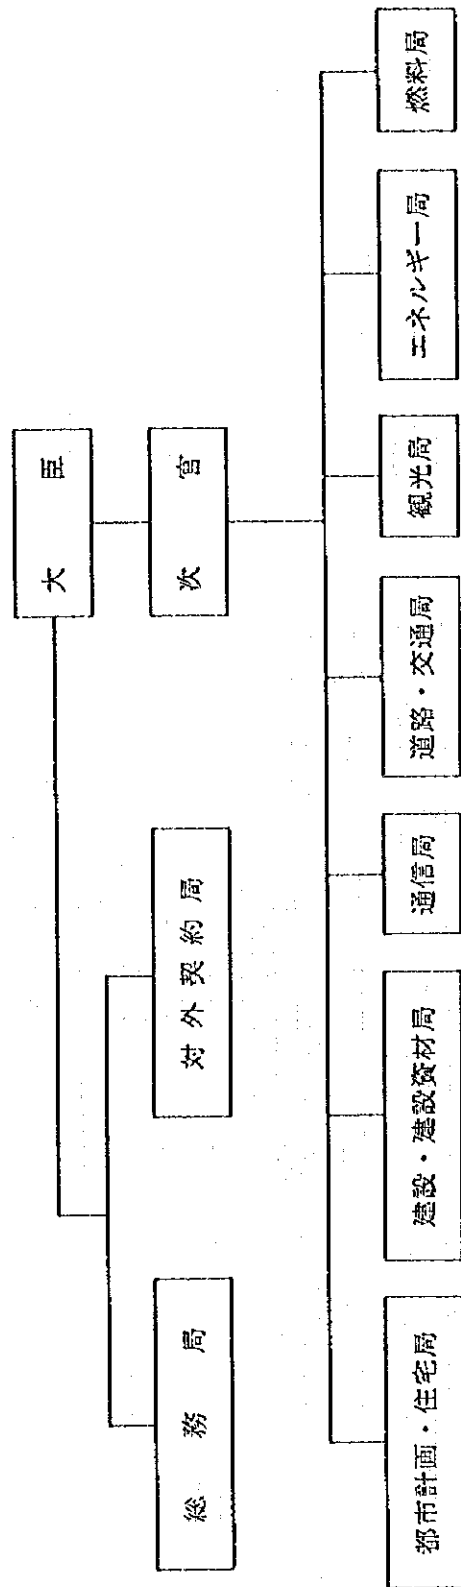 大臣
次官
総務局
対外契約局
都市計画・住宅局
建設・建設資材局
通信局
道路・交通局
観光局
エネルギー局
燃料局